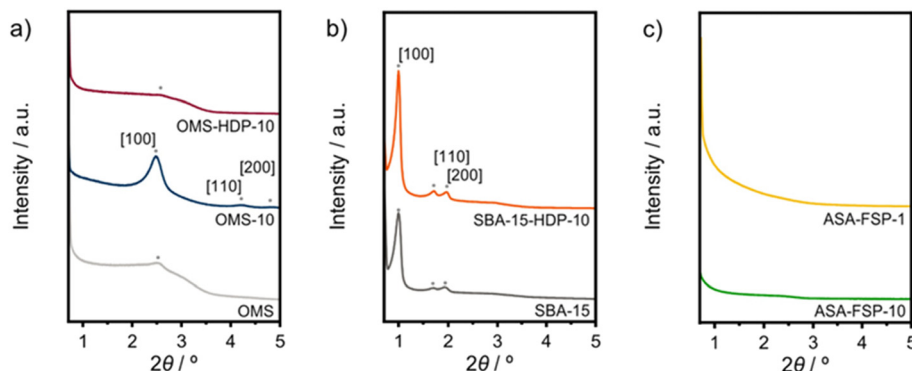 a)
Intensity / a.u.
*
OMS-HDP-10
[100]
*
[200]
[110]
*
*
OMS-10
*
OMS
1 2 3 4 5
2θ / º
b)
Intensity / a.u.
[100]
*
[110]
[200]
* *
SBA-15-HDP-10
*
* *
SBA-15
1 2 3 4 5
2θ / º
c)
Intensity / a.u.
ASA-FSP-1
ASA-FSP-10
1 2 3 4 5
2θ / º